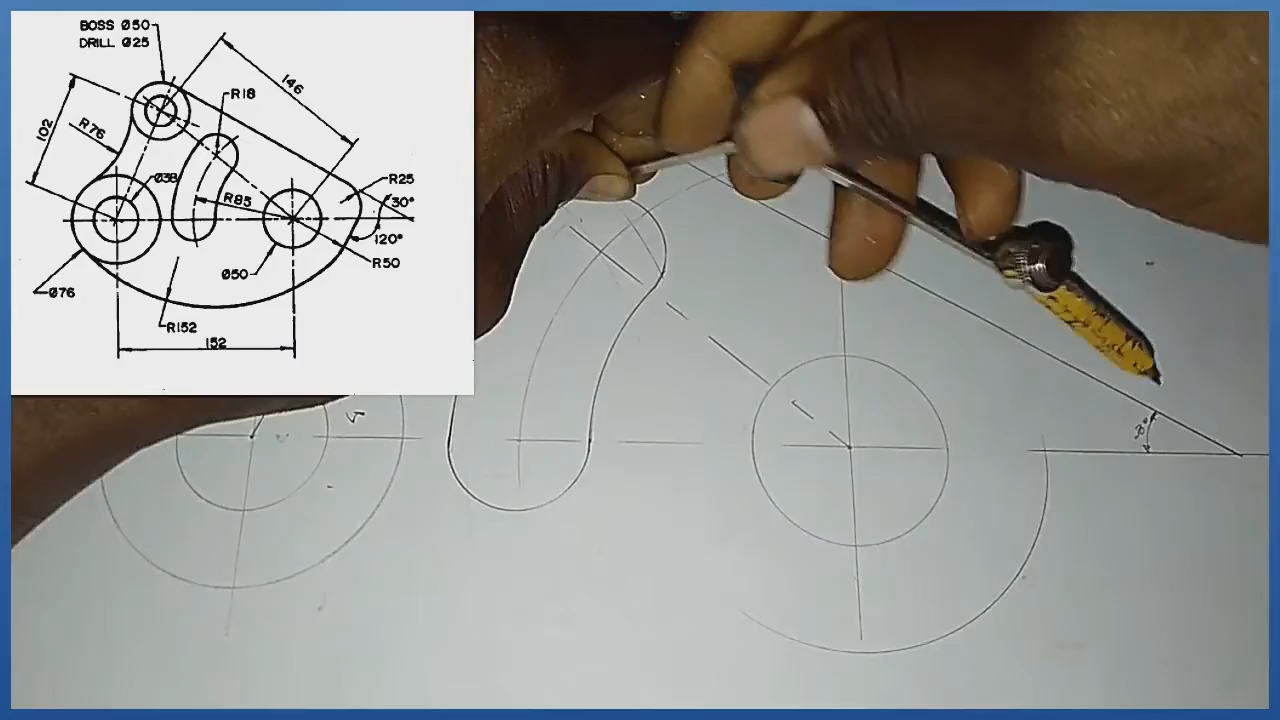 BOSS Ø50
DRILL Ø25
146
R18
102
R76
Ø38
R85
R25
30°
120°
Ø50
R50
Ø76
R152
152